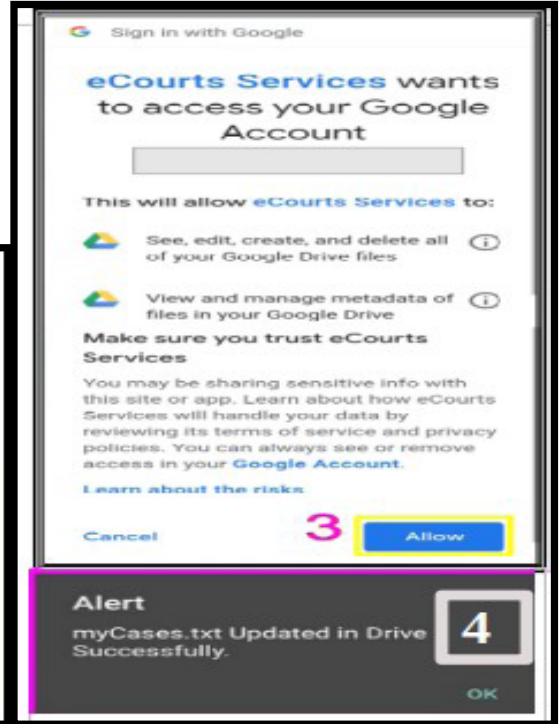 G Sign in with Google
eCourts Services wants
to access your Google
Account
This will allow eCourts Services to:
See, edit, create, and delete all
of your Google Drive files
View and manage metadata of
files in your Google Drive
Make sure you trust eCourts
Services
You may be sharing sensitive info with
this site or app. Learn about how eCourts
Services will handle your data by
reviewing its terms of service and privacy
policies. You can always see or remove
access in your Google Account.
Learn about the risks
Cancel 3 Allow
Alert
myCases.txt Updated in Drive
Successfully.
4
OK